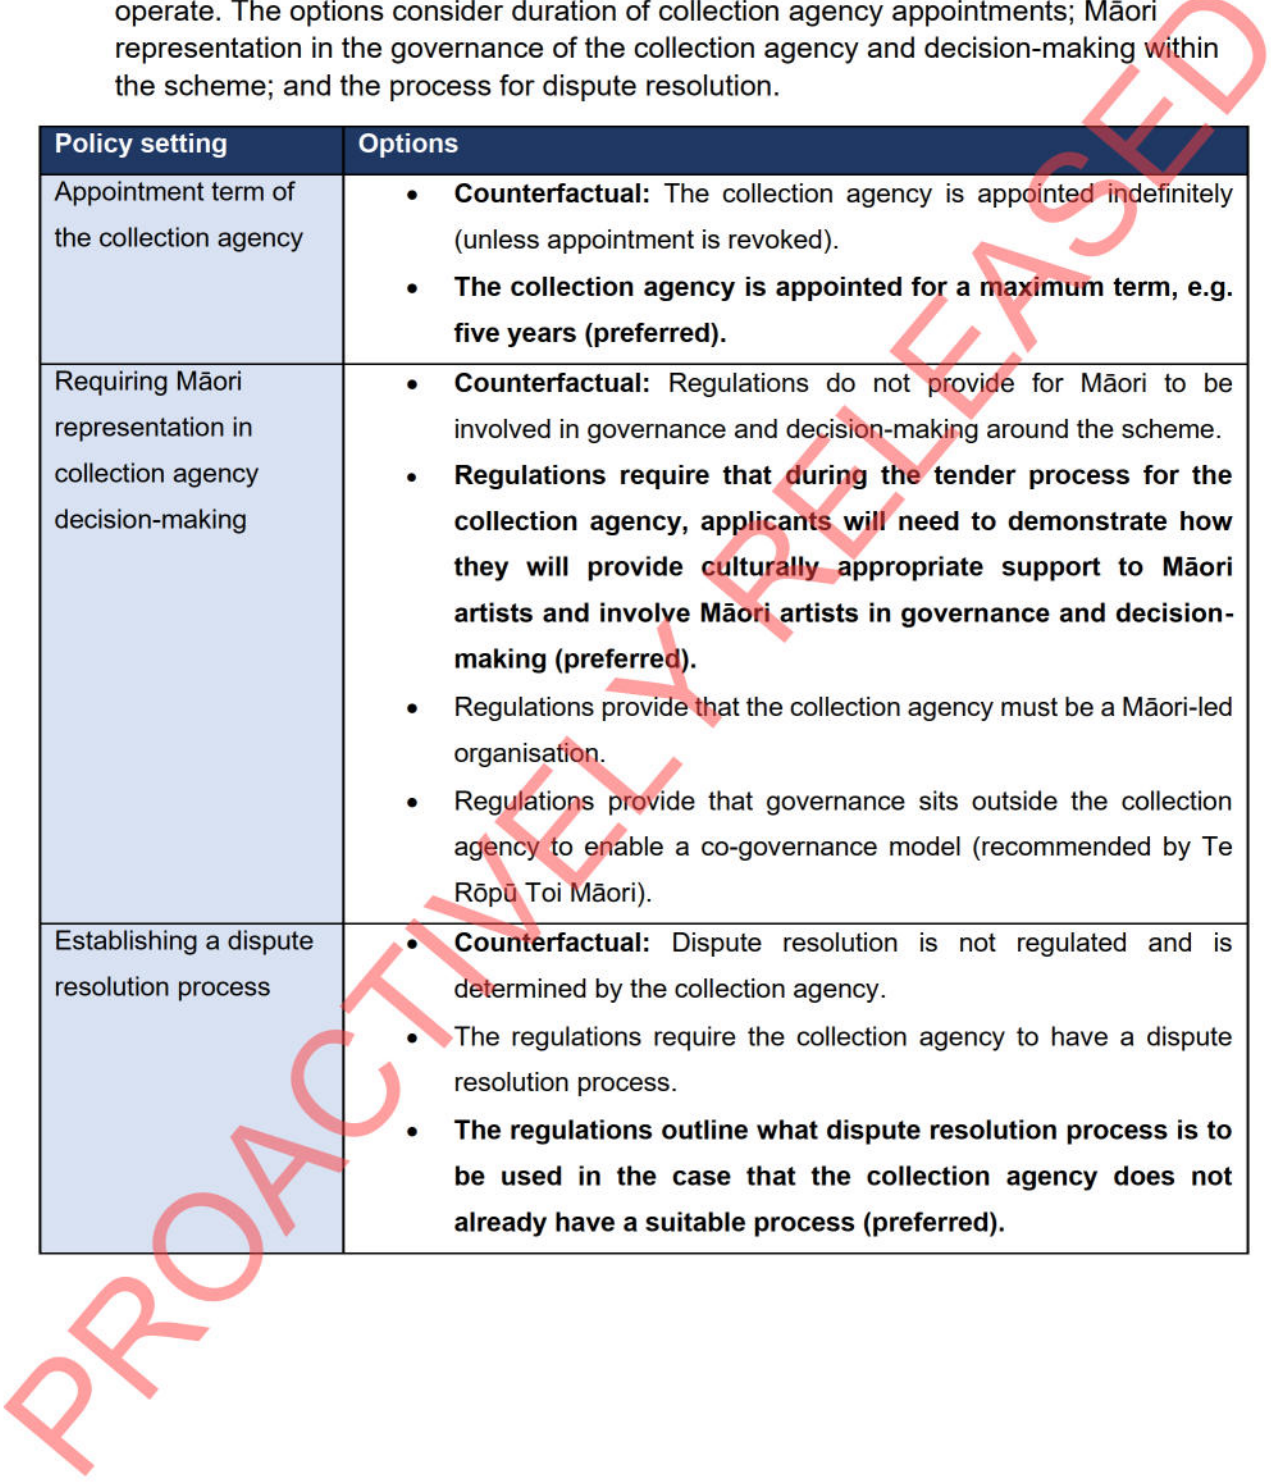 operate. The options consider duration of collection agency appointments; Māori
representation in the governance of the collection agency and decision-making within
the scheme; and the process for dispute resolution.
Policy setting
Options
Appointment term of
the collection agency
• Counterfactual: The collection agency is appointed indefinitely
(unless appointment is revoked).
• The collection agency is appointed for a maximum term, e.g.
five years (preferred).
Requiring Māori
representation in
collection agency
decision-making
• Counterfactual: Regulations do not provide for Māori to be
involved in governance and decision-making around the scheme.
• Regulations require that during the tender process for the
collection agency, applicants will need to demonstrate how
they will provide culturally appropriate support to Māori
artists and involve Māori artists in governance and decision-
making (preferred).
• Regulations provide that the collection agency must be a Māori-led
organisation.
• Regulations provide that governance sits outside the collection
agency to enable a co-governance model (recommended by Te
Rōpū Toi Māori).
Establishing a dispute
resolution process
• Counterfactual: Dispute resolution is not regulated and is
determined by the collection agency.
• The regulations require the collection agency to have a dispute
resolution process.
• The regulations outline what dispute resolution process is to
be used in the case that the collection agency does not
already have a suitable process (preferred).
PROACTIVELY RELEASED